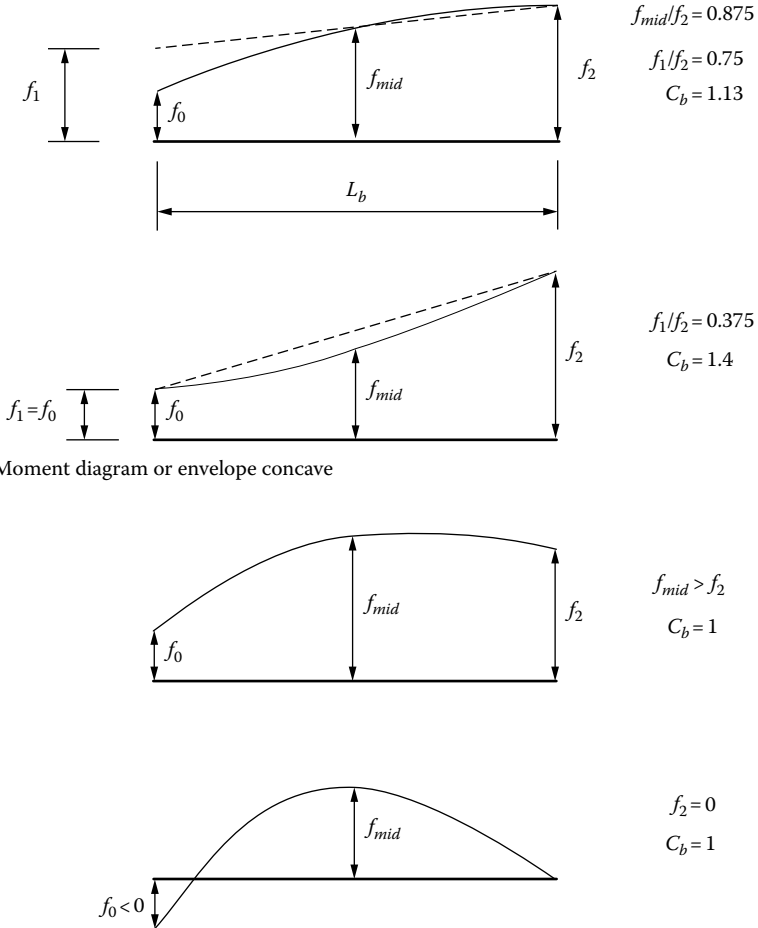 f_mid/f_2 = 0.875
f_1/f_2 = 0.75
C_b = 1.13
f_1
f_0
f_mid
f_2
L_b
f_1/f_2 = 0.375
C_b = 1.4
f_1 = f_0
f_0
f_mid
f_2
Moment diagram or envelope concave
f_mid > f_2
C_b = 1
f_0
f_mid
f_2
f_2 = 0
C_b = 1
f_mid
f_0 < 0